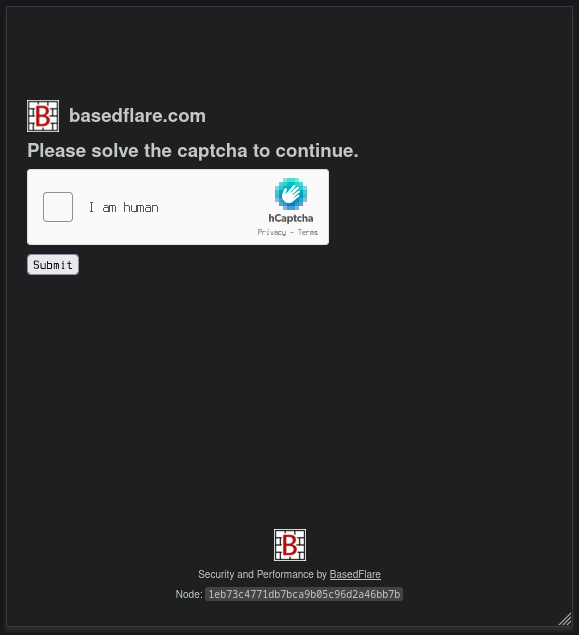 B basedflare.com
Please solve the captcha to continue.
I am human
hCaptcha
Privacy - Terms
Submit
B
Security and Performance by BasedFlare
Node: 1eb73c4771db7bca9b05c96d2a46bb7b